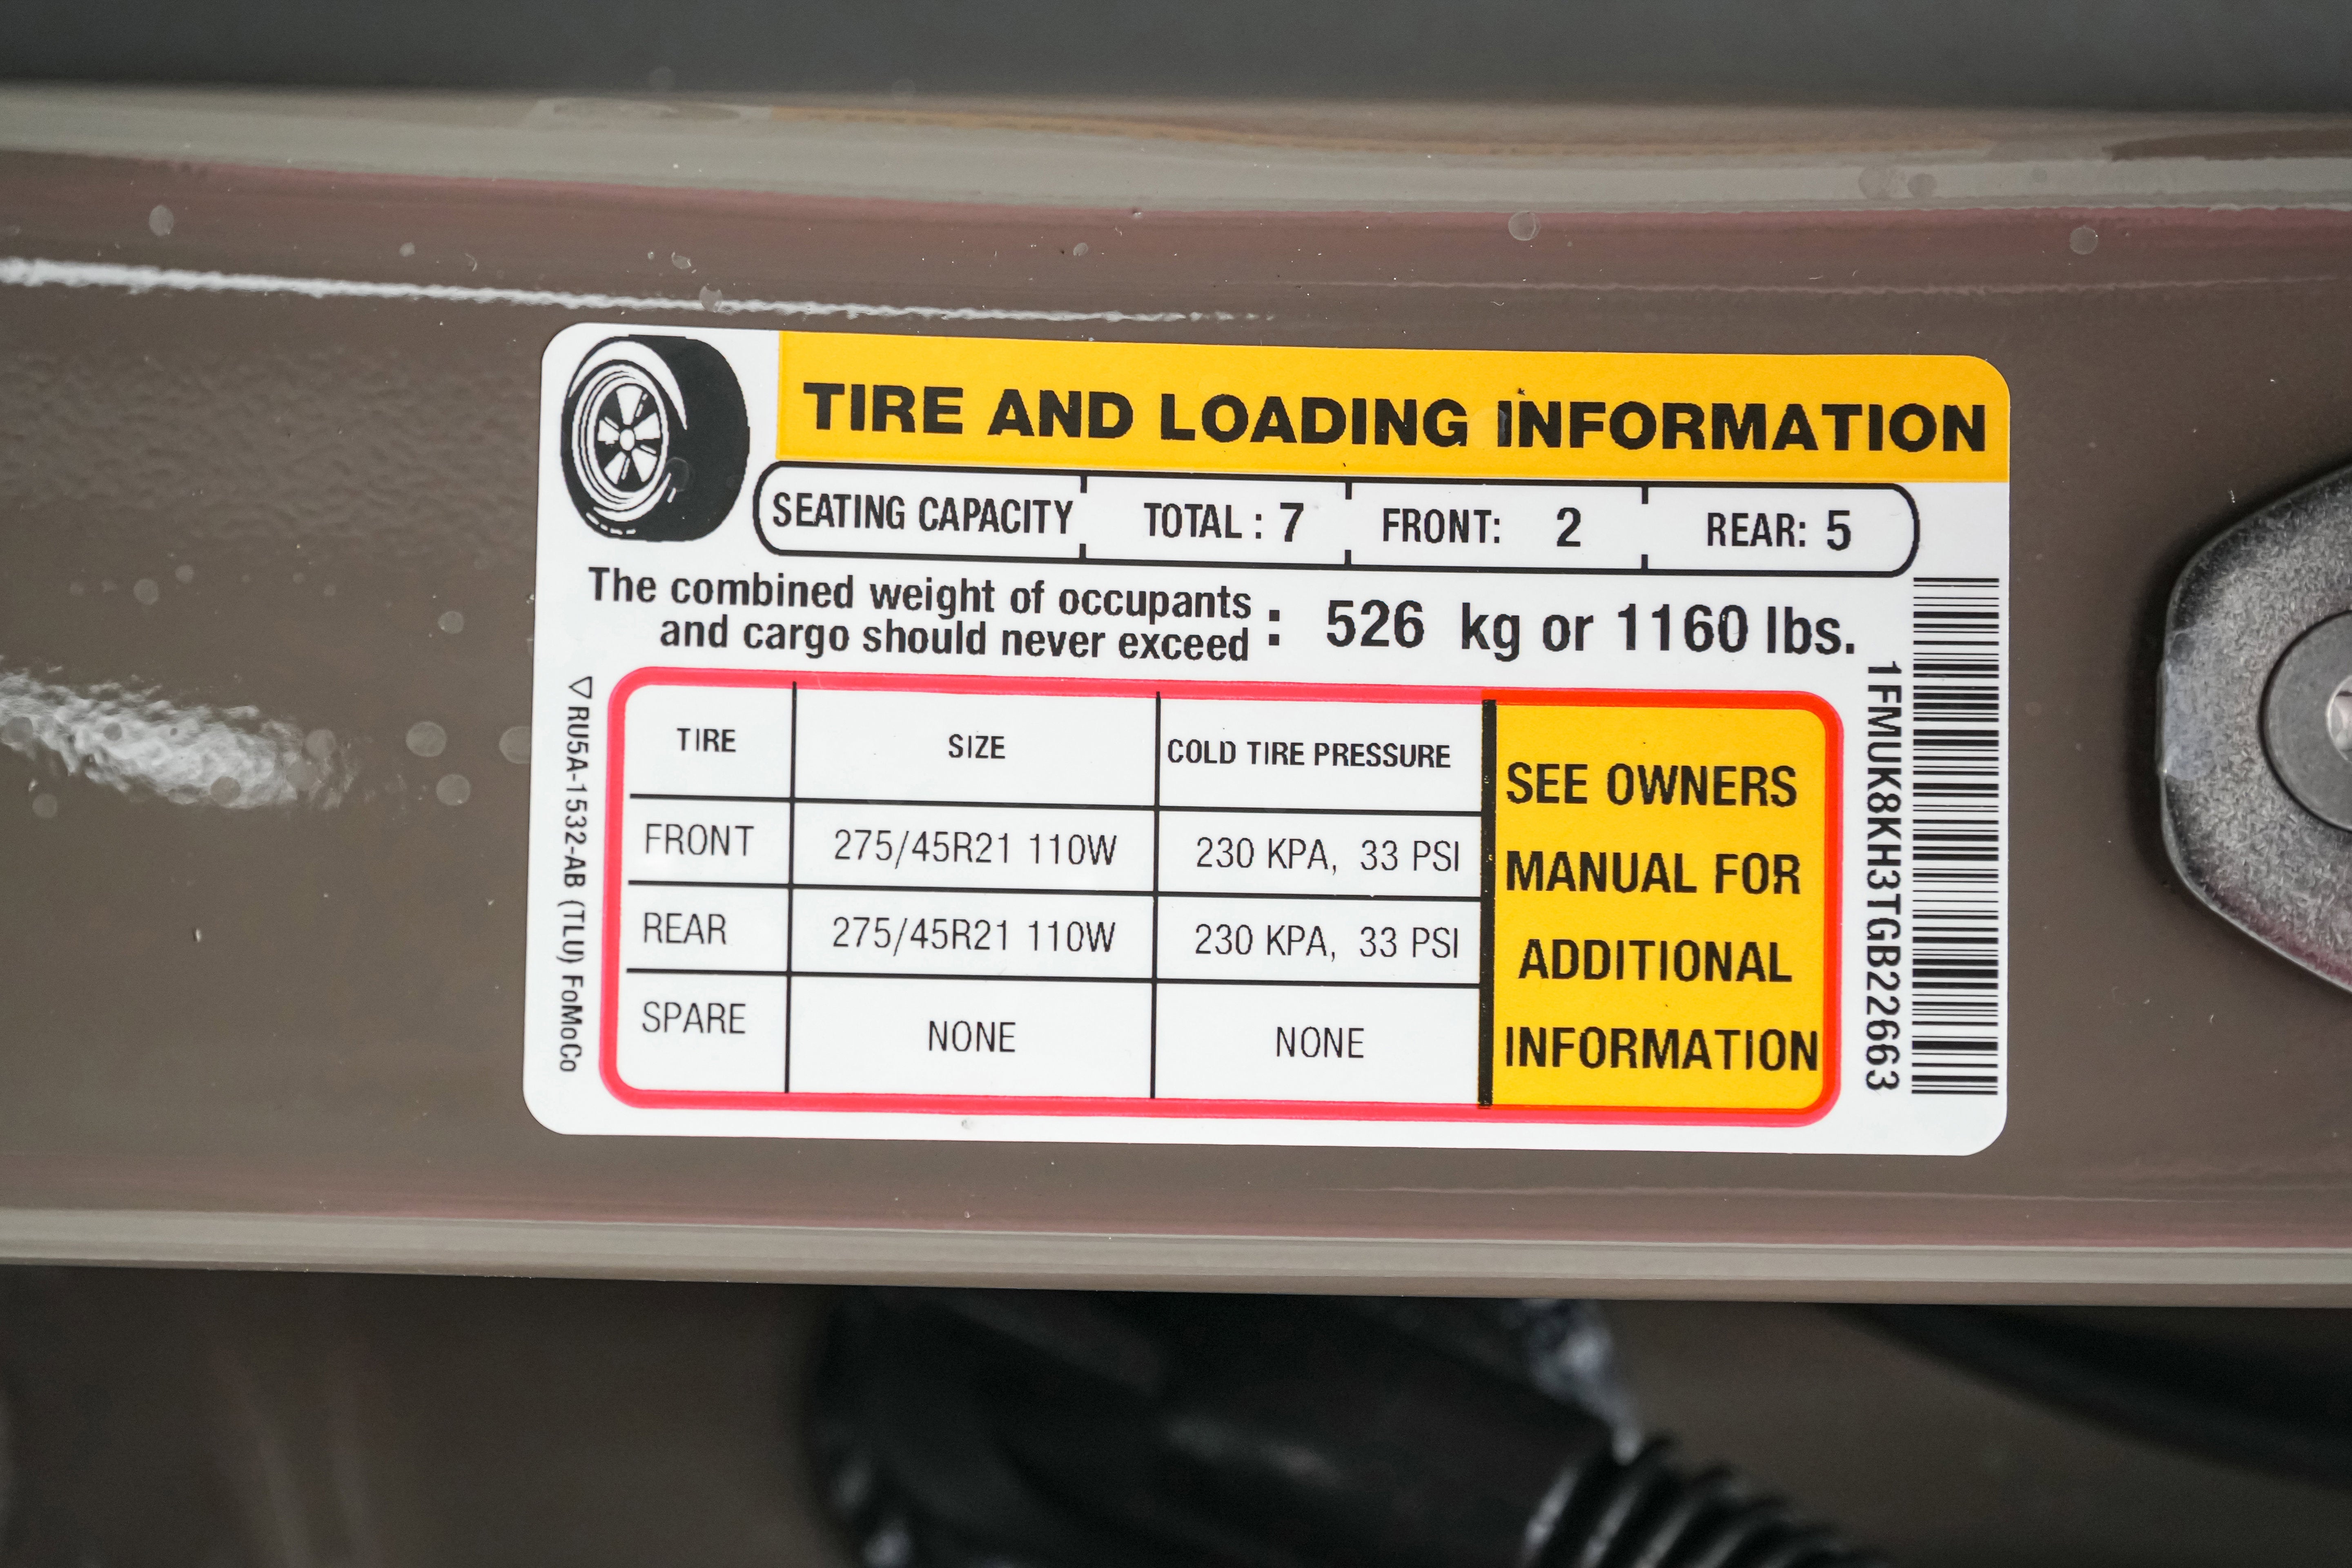 TIRE AND LOADING INFORMATION
SEATING CAPACITY TOTAL : 7 FRONT: 2 REAR: 5
The combined weight of occupants
and cargo should never exceed : 526 kg or 1160 lbs.
TIRE SIZE COLD TIRE PRESSURE
FRONT 275/45R21 110W 230 KPA, 33 PSI
REAR 275/45R21 110W 230 KPA, 33 PSI
SPARE NONE NONE
SEE OWNERS
MANUAL FOR
ADDITIONAL
INFORMATION
RU5A-1532-AB (TLU) FoMoCo
1FMUK8KH3TGB22663